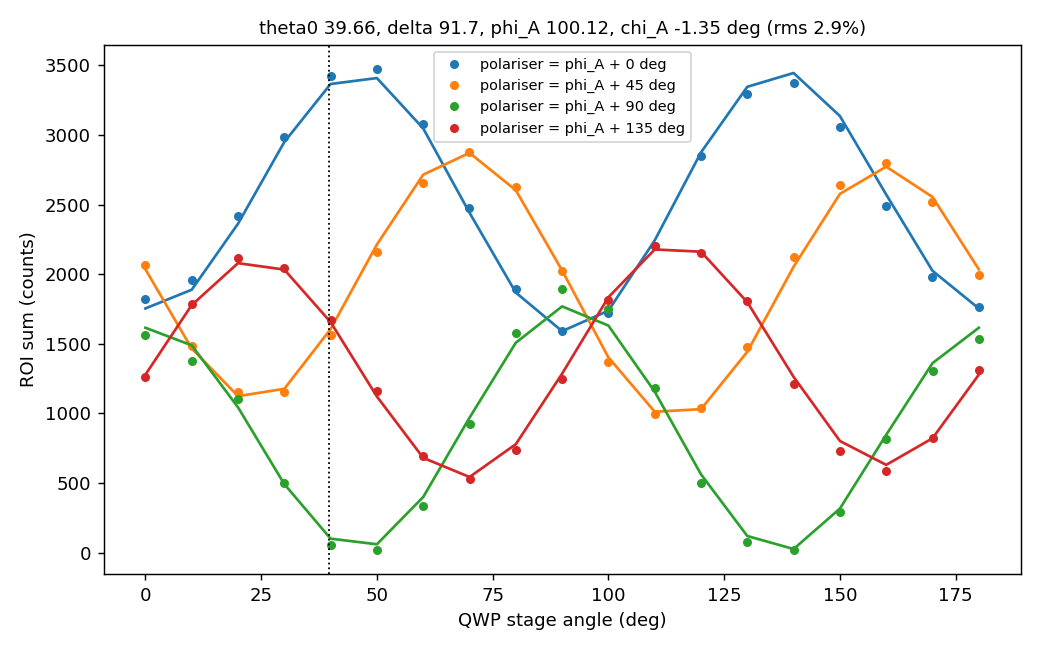 theta0 39.66, delta 91.7, phi_A 100.12, chi_A -1.35 deg (rms 2.9%)
polariser = phi_A + 0 deg
polariser = phi_A + 45 deg
polariser = phi_A + 90 deg
polariser = phi_A + 135 deg
ROI sum (counts)
3500
3000
2500
2000
1500
1000
500
0
0 25 50 75 100 125 150 175
QWP stage angle (deg)